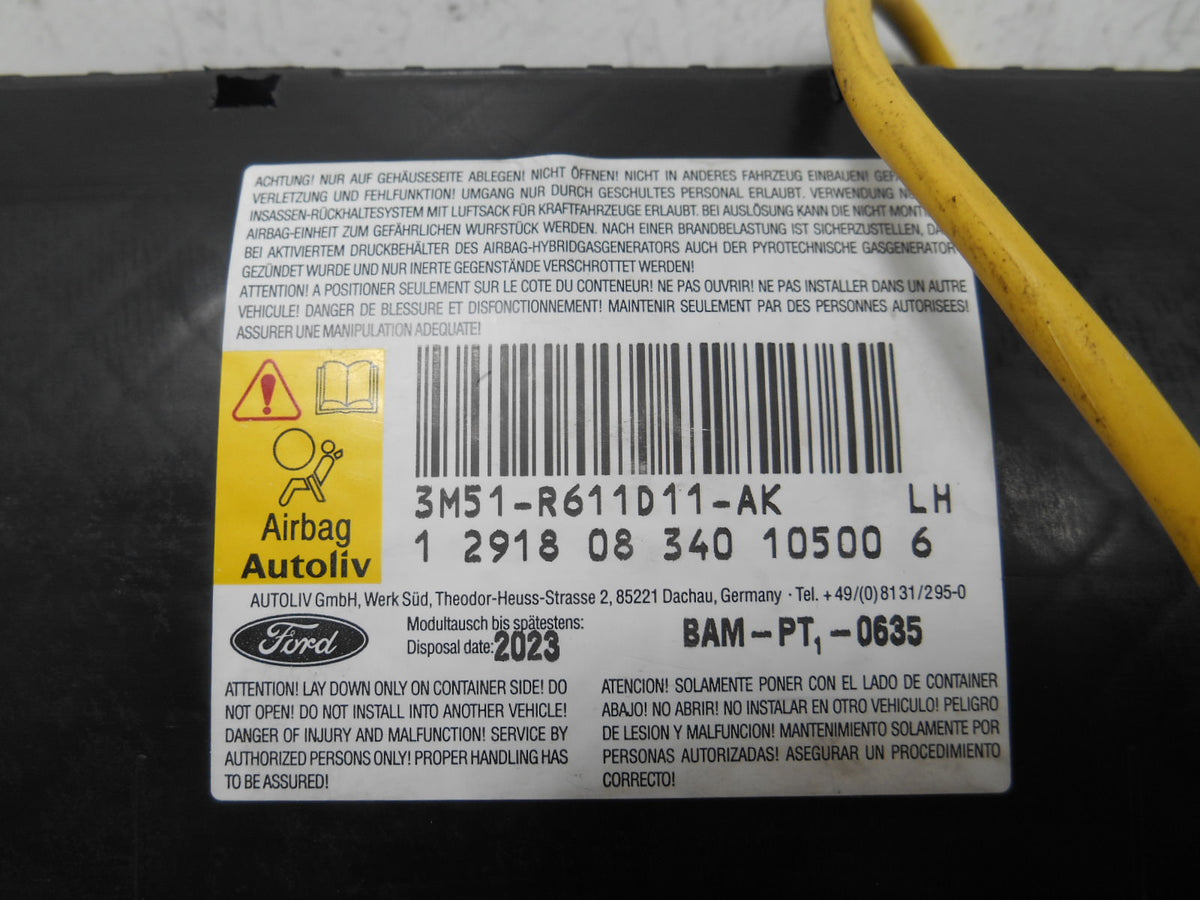 ACHTUNG! NUR AUF GEHÄUSESEITE ABLEGEN! NICHT ÖFFNEN! NICHT IN ANDERES FAHRZEUG EINBAUEN!
VERLETZUNG UND FEHLFUNKTION! UMGANG NUR DURCH GESCHULTES PERSONAL ERLAUBT. VERWENDUNG
INSASSEN-RÜCKHALTESYSTEM MIT LUFTSACK FÜR KRAFTFAHRZEUGE ERLAUBT. BEI AUSLÖSUNG KANN DIE NICHT
AIRBAG-EINHEIT ZUM GEFÄHRLICHEN WURFSTÜCK WERDEN. NACH EINER BRANDBELASTUNG IST SICHERZUSTELLEN,
BEI AKTIVIERTEM DRUCKBEHÄLTER DES AIRBAG-HYBRIDGASGENERATORS AUCH DER PYROTECHNISCHE GASGENERATOR
GEZÜNDET WURDE UND NUR INERTE GEGENSTÄNDE VERSCHROTTET WERDEN!
ATTENTION! A POSITIONER SEULEMENT SUR LE COTE DU CONTENEUR! NE PAS OUVRIR! NE PAS INSTALLER DANS UN AUTRE
VEHICULE! DANGER DE BLESSURE ET DISFONCTIONNEMENT! MAINTENIR SEULEMENT PAR DES PERSONNES AUTORISEES!
ASSURER UNE MANIPULATION ADEQUATE!
3M51-R611D11-AK LH
1 2918 08 340 10500 6
Airbag
Autoliv
AUTOLIV GmbH, Werk Süd, Theodor-Heuss-Strasse 2, 85221 Dachau, Germany · Tel. +49/(0)8131/295-0
Ford
Modultausch bis spätestens:
Disposal date: 2023
BAM-PT₁-0635
ATTENTION! LAY DOWN ONLY ON CONTAINER SIDE! DO
NOT OPEN! DO NOT INSTALL INTO ANOTHER VEHICLE!
DANGER OF INJURY AND MALFUNCTION! SERVICE BY
AUTHORIZED PERSONS ONLY! PROPER HANDLING HAS
TO BE ASSURED!
ATENCION! SOLAMENTE PONER CON EL LADO DE CONTAINER
ABAJO! NO ABRIR! NO INSTALAR EN OTRO VEHICULO! PELIGRO
DE LESION Y MALFUNCION! MANTENIMIENTO SOLAMENTE POR
PERSONAS AUTORIZADAS! ASEGURAR UN PROCEDIMIENTO
CORRECTO!